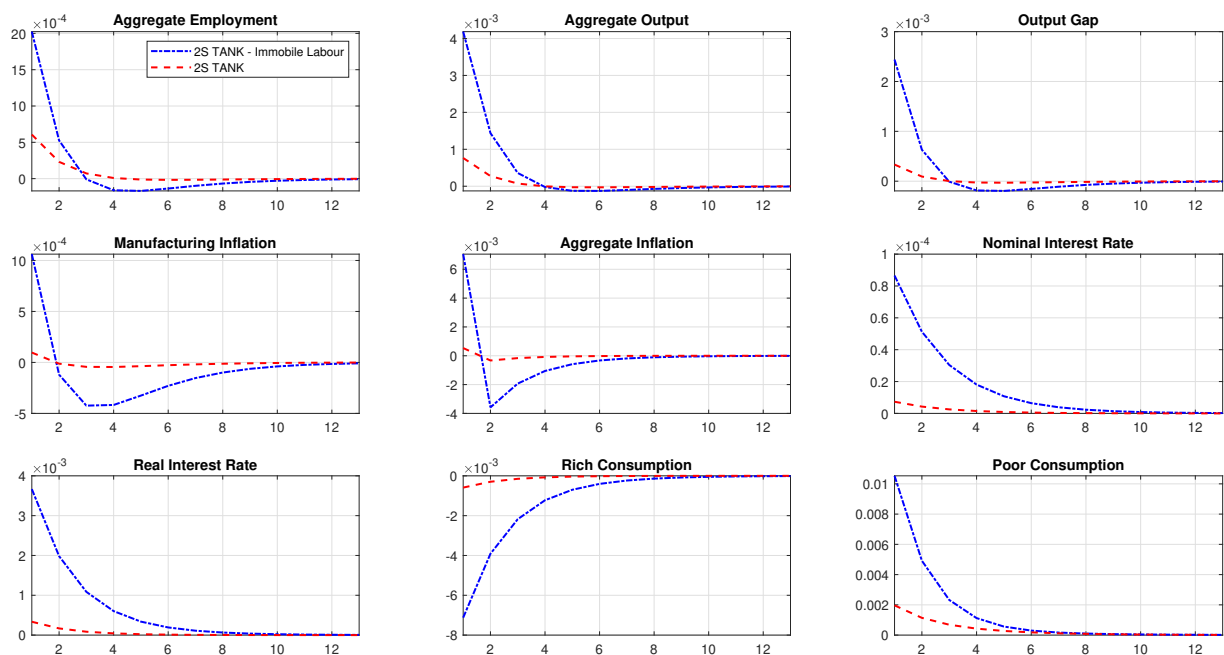 Aggregate Employment
×10-4
20
15
10
5
0
2 4 6 8 10 12
2S TANK - Immobile Labour
2S TANK
Aggregate Output
×10-3
4
3
2
1
0
2 4 6 8 10 12
Output Gap
×10-3
3
2
1
0
2 4 6 8 10 12
Manufacturing Inflation
×10-4
10
5
0
-5
2 4 6 8 10 12
Aggregate Inflation
×10-3
6
4
2
0
-2
-4
2 4 6 8 10 12
Nominal Interest Rate
×10-4
1
0.8
0.6
0.4
0.2
0
2 4 6 8 10 12
Real Interest Rate
×10-3
4
3
2
1
0
2 4 6 8 10 12
Rich Consumption
×10-3
0
-2
-4
-6
-8
2 4 6 8 10 12
Poor Consumption
0.01
0.008
0.006
0.004
0.002
0
2 4 6 8 10 12